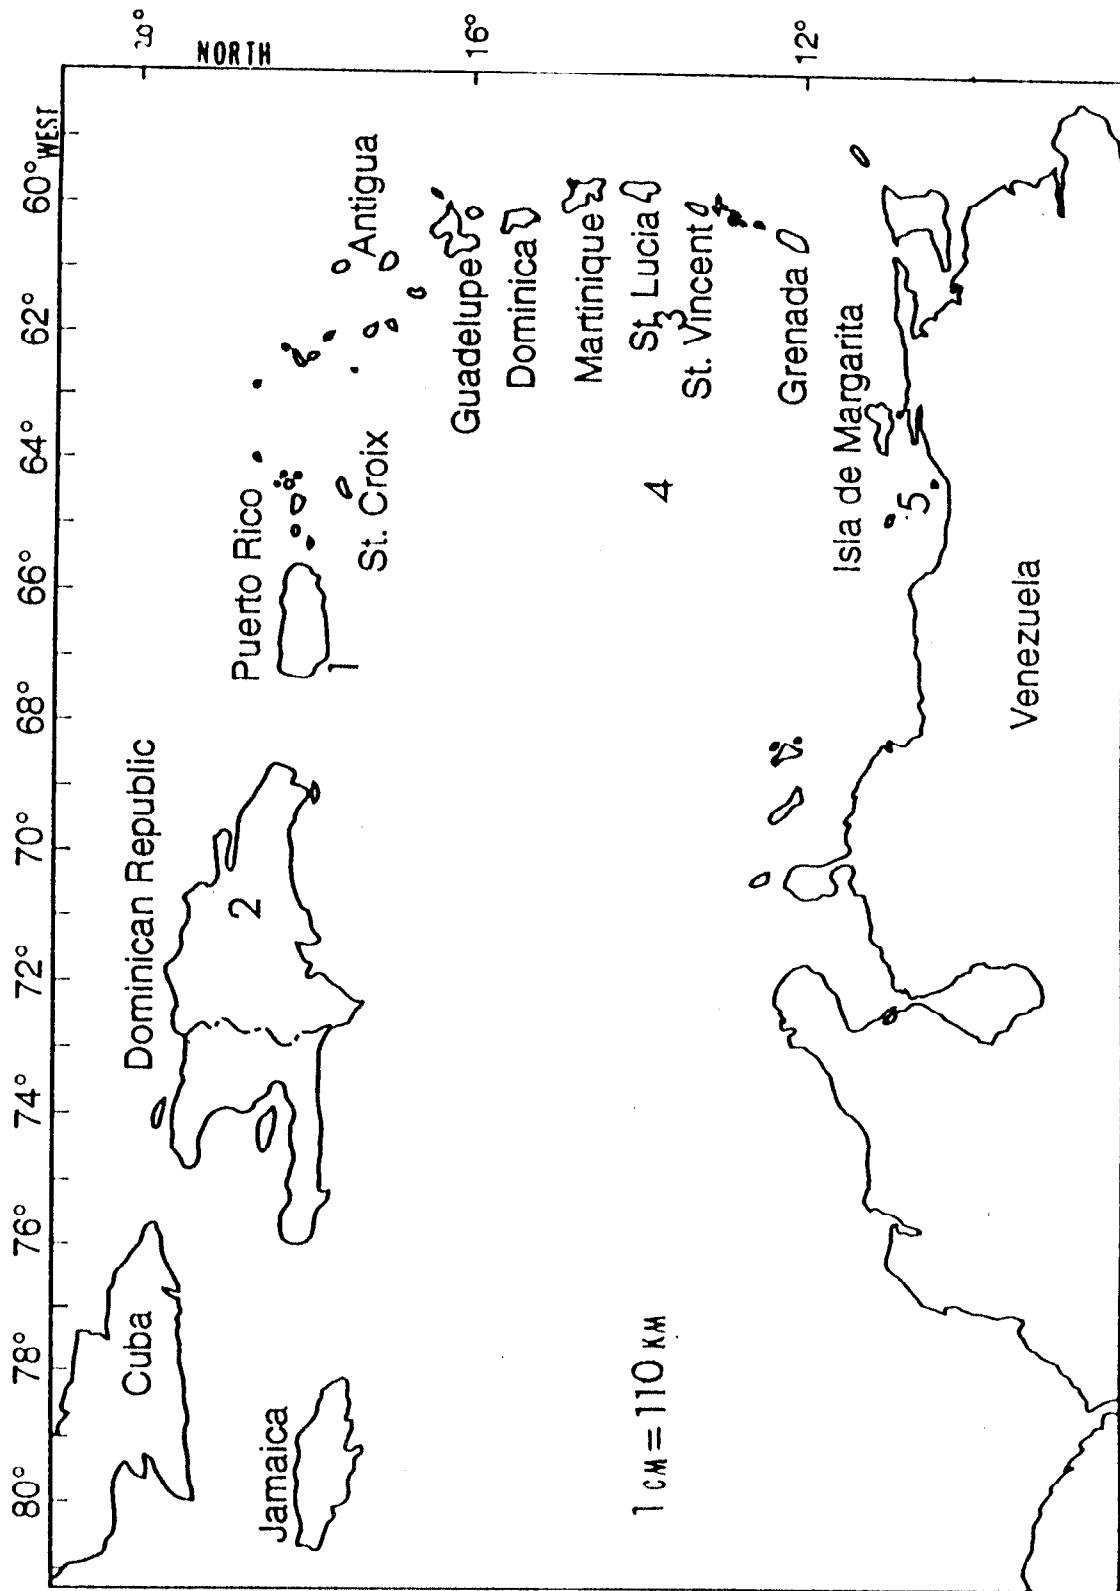 80°
78°
76°
74°
72°
70°
68°
66°
64°
62°
60° WEST
20°
NORTH
16°
12°
Cuba
Jamaica
Dominican Republic
2
Puerto Rico
1
St. Croix
Antigua
Guadelupe
Dominica
Martinique
St. Lucia
3
St. Vincent
4
Grenada
Isla de Margarita
5
Venezuela
1 CM = 110 KM